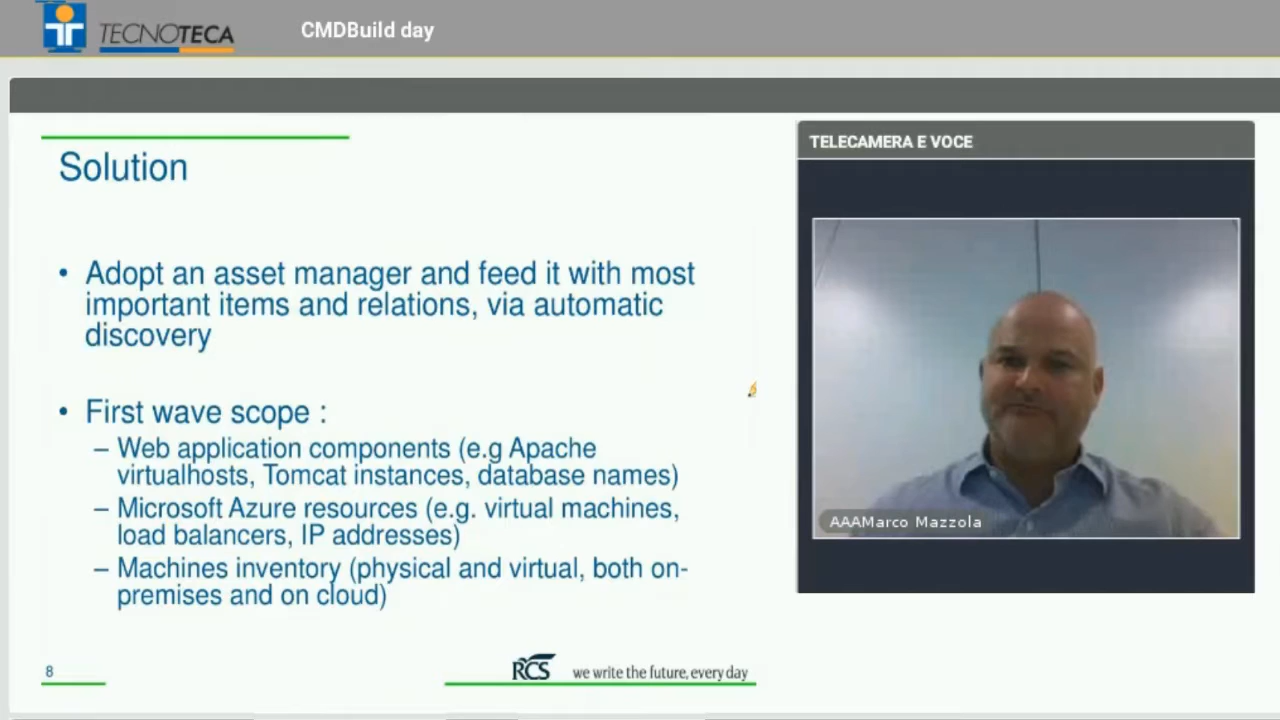 TECNOTECA
CMDBuild day
Solution
• Adopt an asset manager and feed it with most
important items and relations, via automatic
discovery
• First wave scope :
– Web application components (e.g Apache
virtualhosts, Tomcat instances, database names)
– Microsoft Azure resources (e.g. virtual machines,
load balancers, IP addresses)
– Machines inventory (physical and virtual, both on-
premises and on cloud)
8
RCS we write the future, every day
TELECAMERA E VOCE
AAAMarco Mazzola